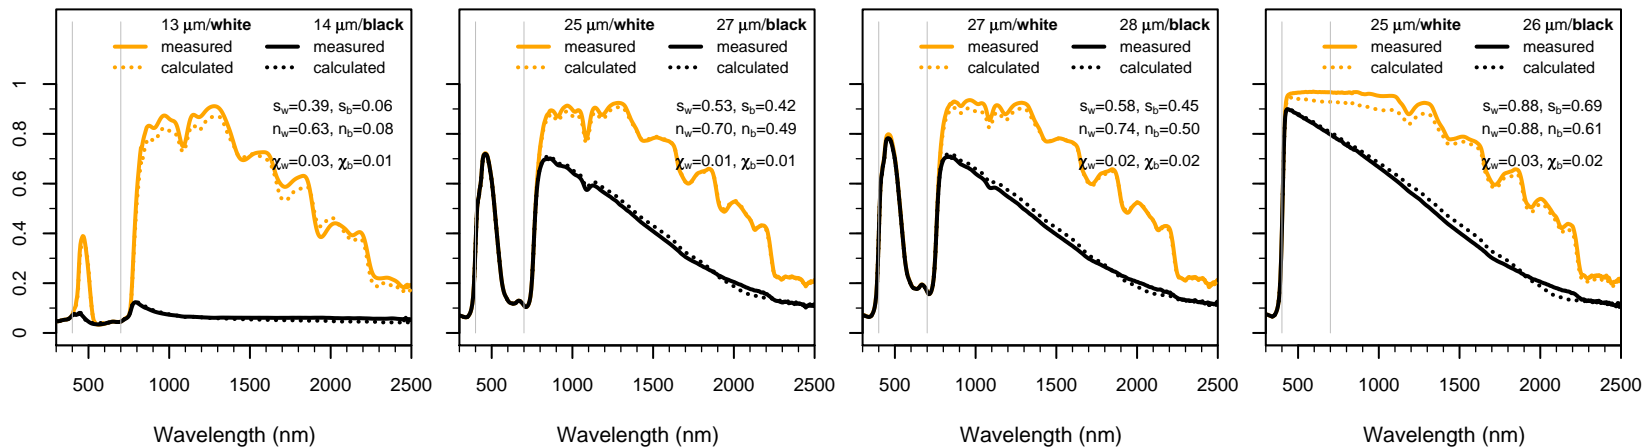 13 μm/white 14 μm/black
measured measured
calculated calculated
s_w=0.39, s_b=0.06
n_w=0.63, n_b=0.08
χ_w=0.03, χ_b=0.01
25 μm/white 27 μm/black
measured measured
calculated calculated
s_w=0.53, s_b=0.42
n_w=0.70, n_b=0.49
χ_w=0.01, χ_b=0.01
27 μm/white 28 μm/black
measured measured
calculated calculated
s_w=0.58, s_b=0.45
n_w=0.74, n_b=0.50
χ_w=0.02, χ_b=0.02
25 μm/white 26 μm/black
measured measured
calculated calculated
s_w=0.88, s_b=0.69
n_w=0.88, n_b=0.61
χ_w=0.03, χ_b=0.02
1
0.8
0.6
0.4
0.2
0
500 1000 1500 2000 2500
500 1000 1500 2000 2500
500 1000 1500 2000 2500
500 1000 1500 2000 2500
Wavelength (nm)
Wavelength (nm)
Wavelength (nm)
Wavelength (nm)